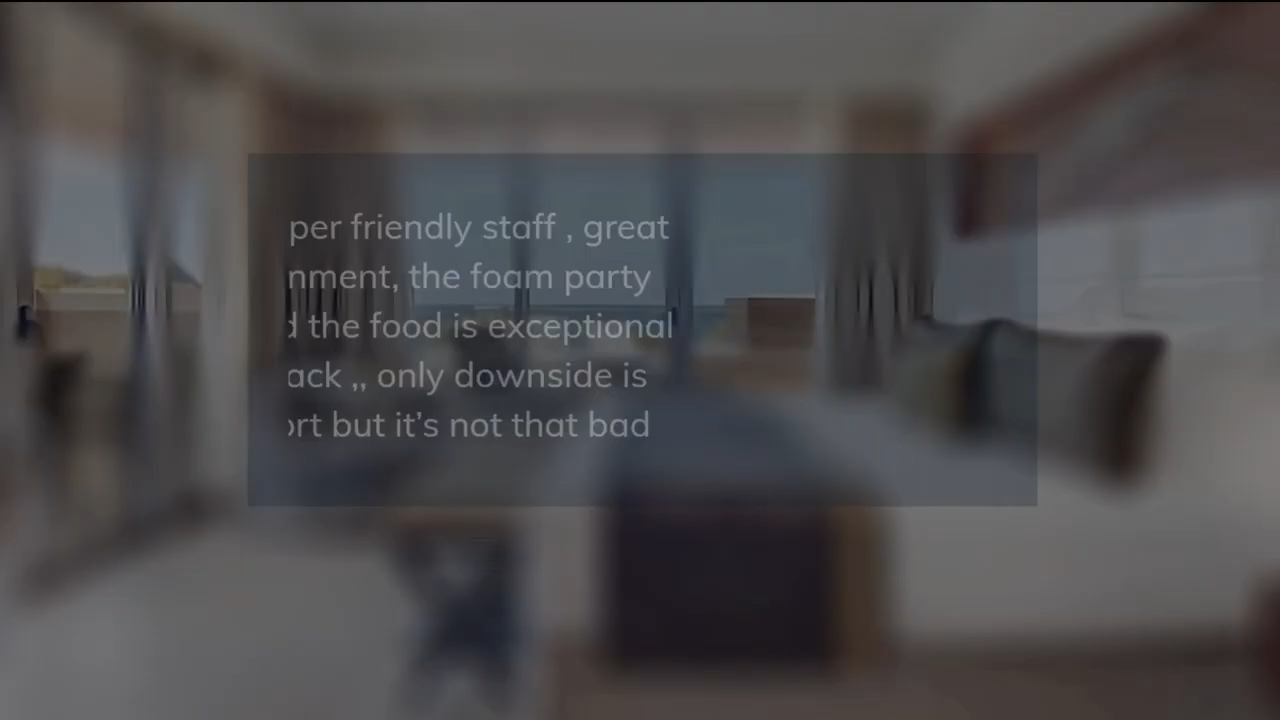 per friendly staff , great
nment, the foam party
d the food is exceptional
ack ,, only downside is
ort but it's not that bad